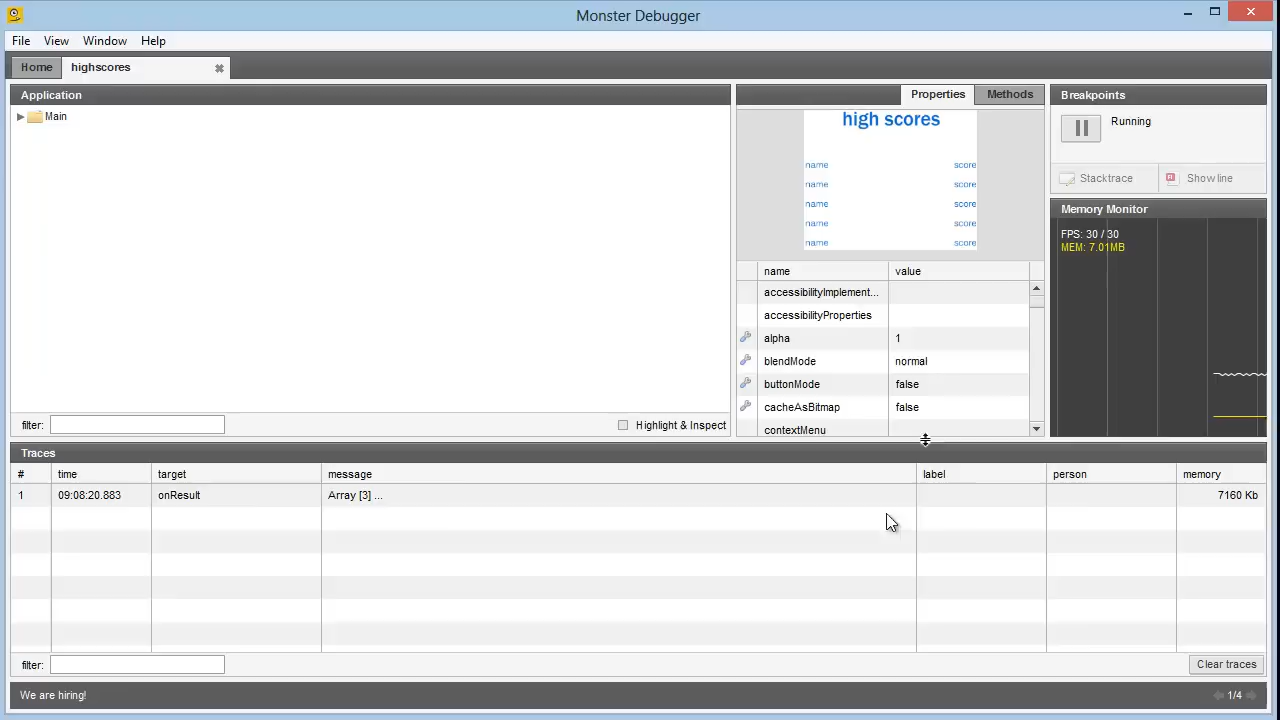 Monster Debugger
File View Window Help
Home highscores
Application
Main
filter:
Highlight & Inspect
Properties Methods
high scores
name score
name score
name score
name score
name score
name value
accessibilityImplement...
accessibilityProperties
alpha 1
blendMode normal
buttonMode false
cacheAsBitmap false
contextMenu
Breakpoints
Running
Stacktrace Show line
Memory Monitor
FPS: 30 / 30
MEM: 7.01MB
Traces
# time target message label person memory
1 09:08:20.883 onResult Array [3] ... 7160 Kb
filter:
Clear traces
We are hiring!
1/4